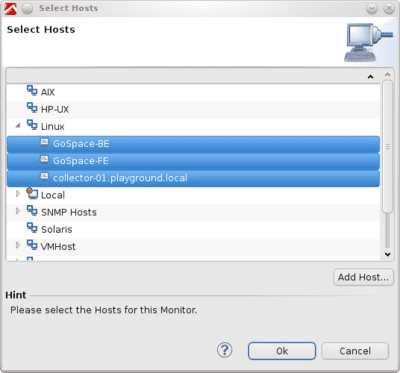 Select Hosts
Select Hosts
AIX
HP-UX
Linux
GoSpace-BE
GoSpace-FE
collector-01.playground.local
Local
SNMP Hosts
Solaris
VMHost
Add Host...
Hint
Please select the Hosts for this Monitor.
?
Ok
Cancel